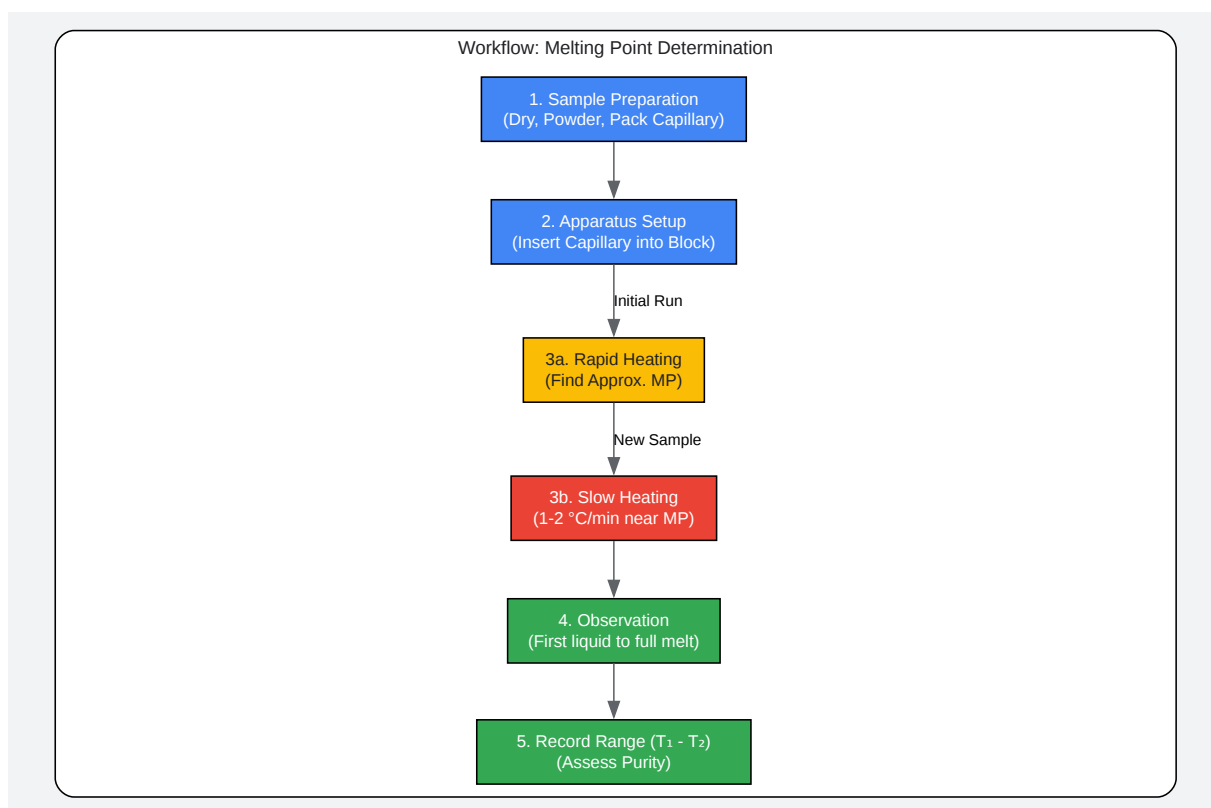 Workflow: Melting Point Determination
1. Sample Preparation
(Dry, Powder, Pack Capillary)
2. Apparatus Setup
(Insert Capillary into Block)
Initial Run
3a. Rapid Heating
(Find Approx. MP)
New Sample
3b. Slow Heating
(1-2 °C/min near MP)
4. Observation
(First liquid to full melt)
5. Record Range (T₁ - T₂)
(Assess Purity)